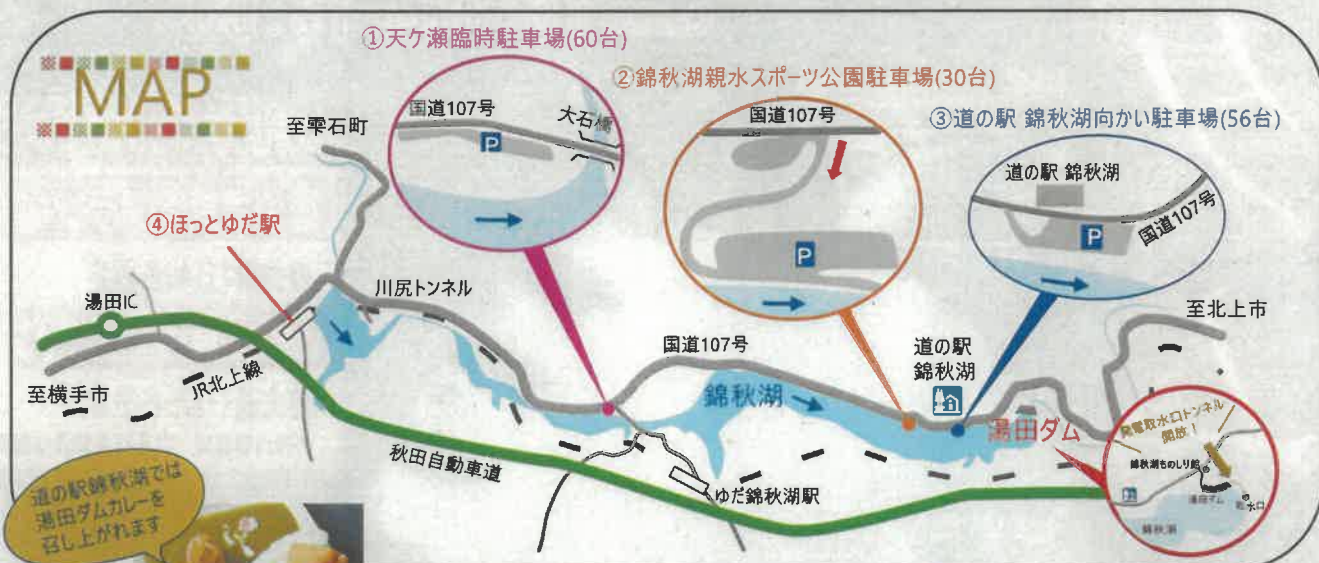 MAP
①天ケ瀬臨時駐車場(60台)
国道107号
大石橋
P
②錦秋湖親水スポーツ公園駐車場(30台)
国道107号
P
③道の駅 錦秋湖向かい駐車場(56台)
道の駅 錦秋湖
P
国道107号
至雫石町
④ほっとゆだ駅
湯田IC
川尻トンネル
至横手市
JR北上線
国道107号
道の駅
錦秋湖
至北上市
錦秋湖
湯田ダム
秋田自動車道
ゆだ錦秋湖駅
発電取水口トンネル
開放!
錦秋湖ものしり館
湯田ダム
錦秋湖
道の駅錦秋湖では
湯田ダムカレーを
召し上がれます